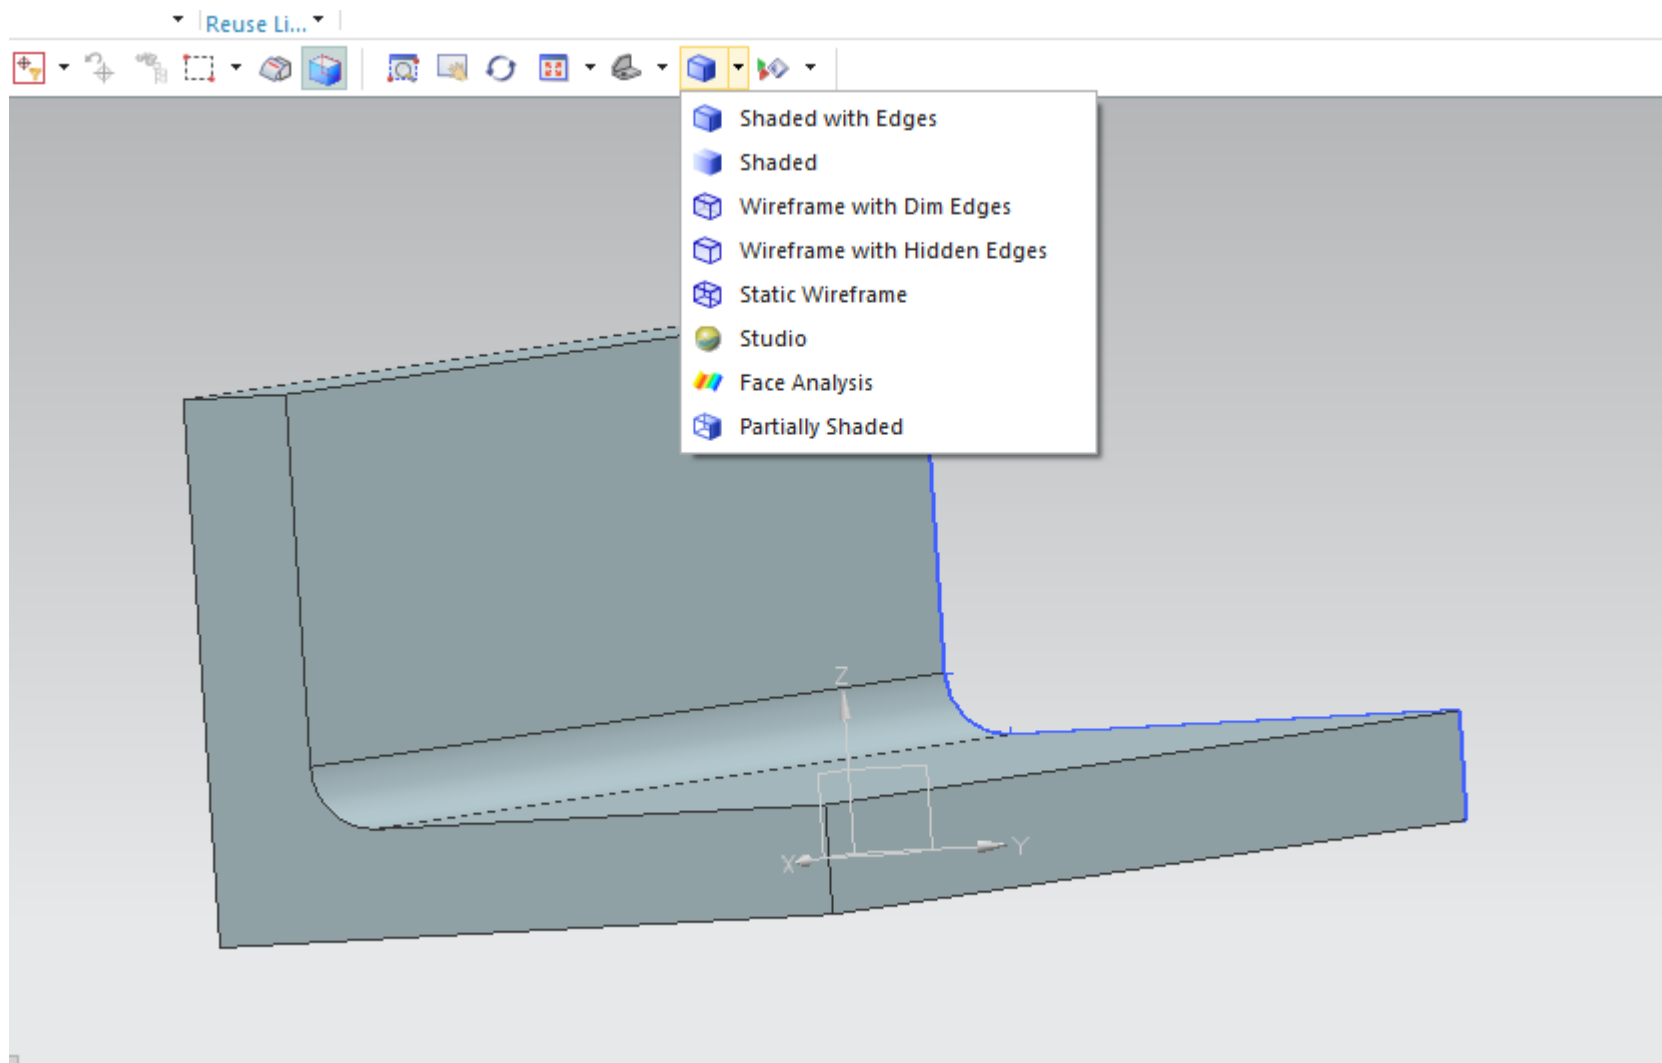 Reuse Li...
Shaded with Edges
Shaded
Wireframe with Dim Edges
Wireframe with Hidden Edges
Static Wireframe
Studio
Face Analysis
Partially Shaded
Z
X
Y